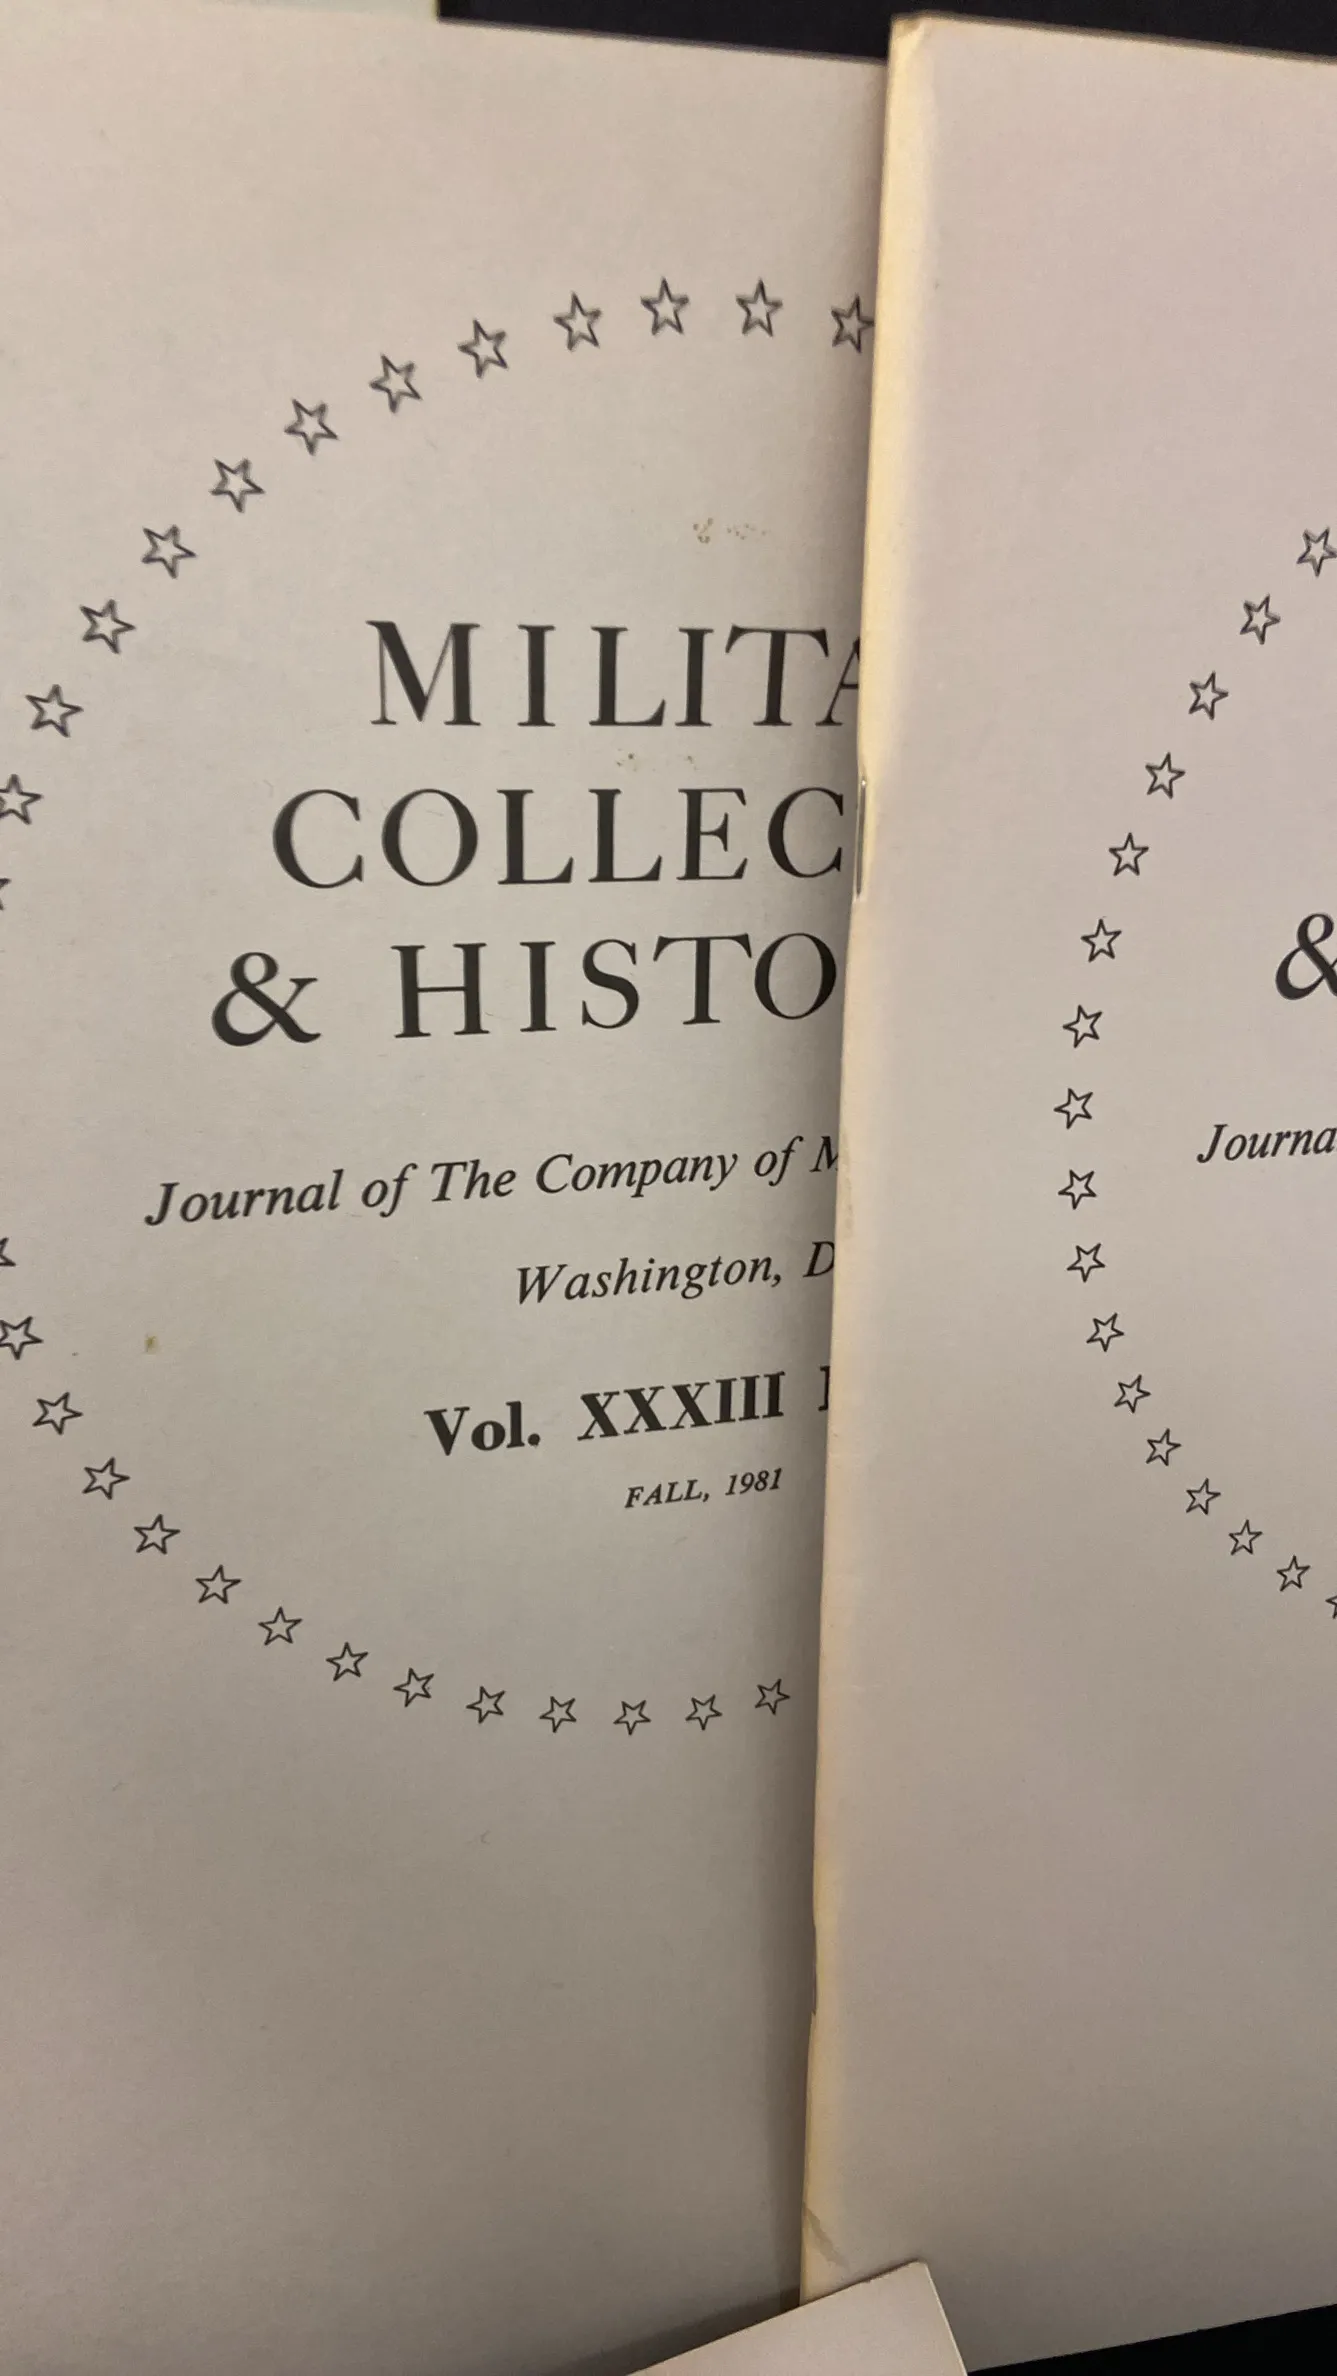 MILITA
COLLEC
& HISTO
Journal of The Company of M
Washington, D
Vol. XXXIII
FALL, 1981
&
Journa